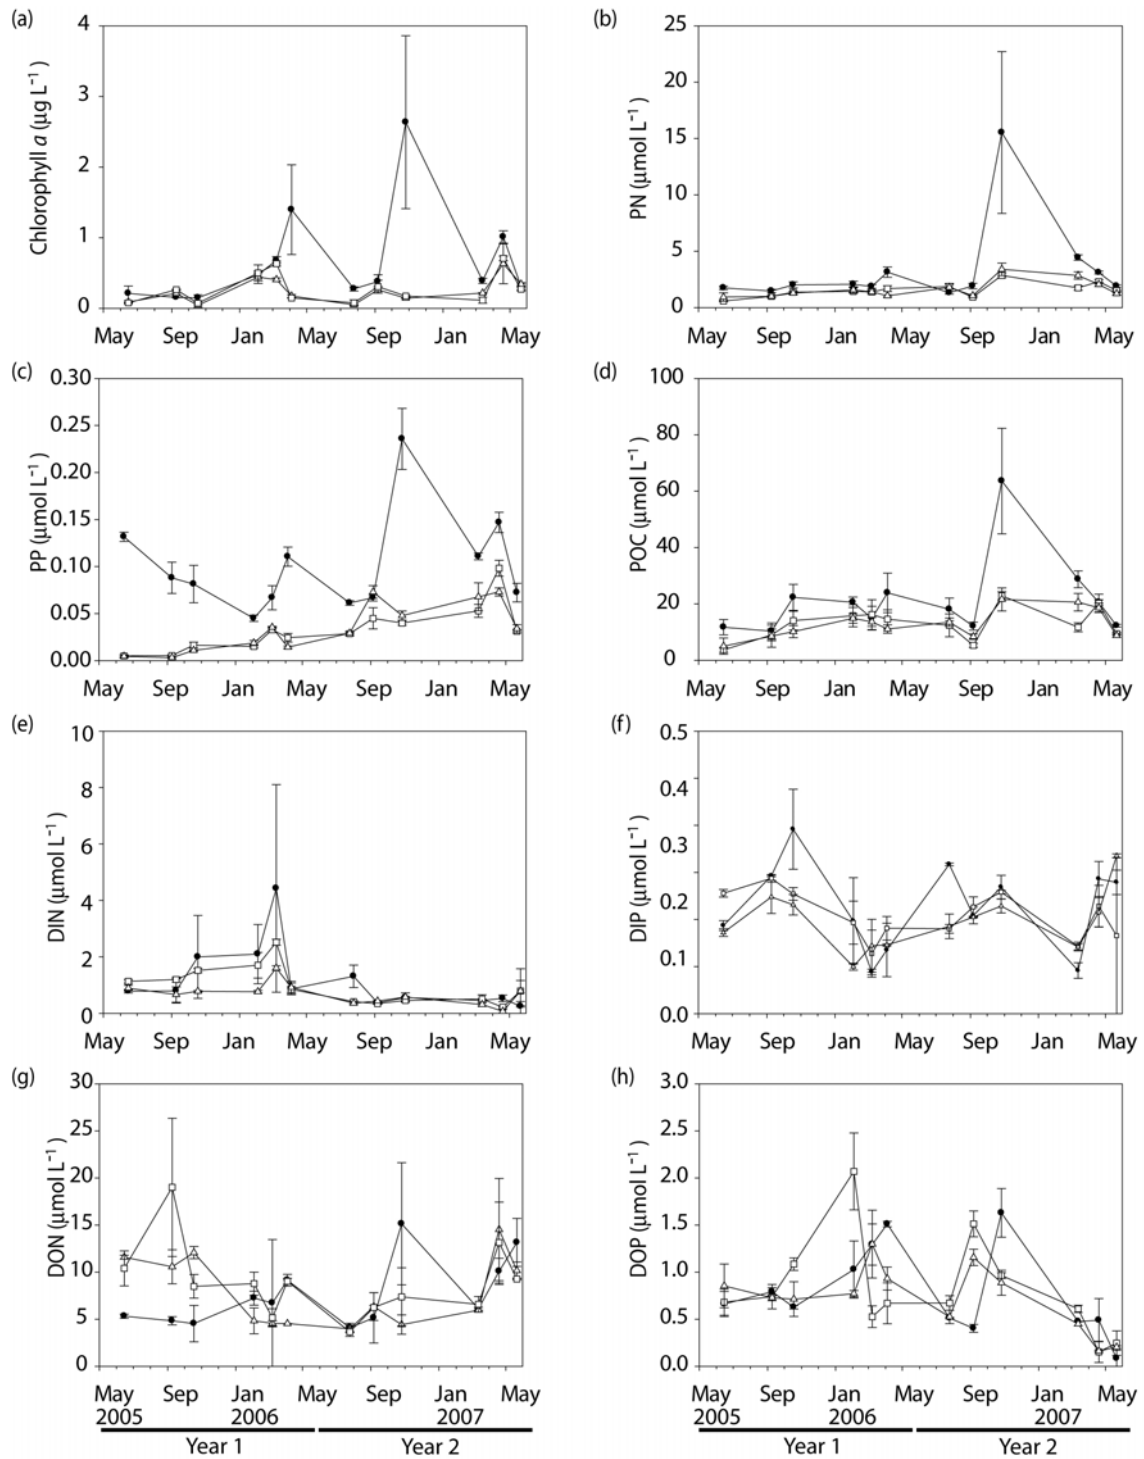 (a)
4
3
2
1
0
Chlorophyll a (μg L⁻¹)
May Sep Jan May Sep Jan May
(b)
25
20
15
10
5
0
PN (μmol L⁻¹)
May Sep Jan May Sep Jan May
(c)
0.30
0.25
0.20
0.15
0.10
0.05
0.00
PP (μmol L⁻¹)
May Sep Jan May Sep Jan May
(d)
100
80
60
40
20
0
POC (μmol L⁻¹)
May Sep Jan May Sep Jan May
(e)
10
8
6
4
2
0
DIN (μmol L⁻¹)
May Sep Jan May Sep Jan May
(f)
0.5
0.4
0.3
0.2
0.1
0.0
DIP (μmol L⁻¹)
May Sep Jan May Sep Jan May
(g)
30
25
20
15
10
5
0
DON (μmol L⁻¹)
May Sep Jan May Sep Jan May
2005 2006 2007
Year 1 Year 2
(h)
3.0
2.5
2.0
1.5
1.0
0.5
0.0
DOP (μmol L⁻¹)
May Sep Jan May Sep Jan May
2005 2006 2007
Year 1 Year 2